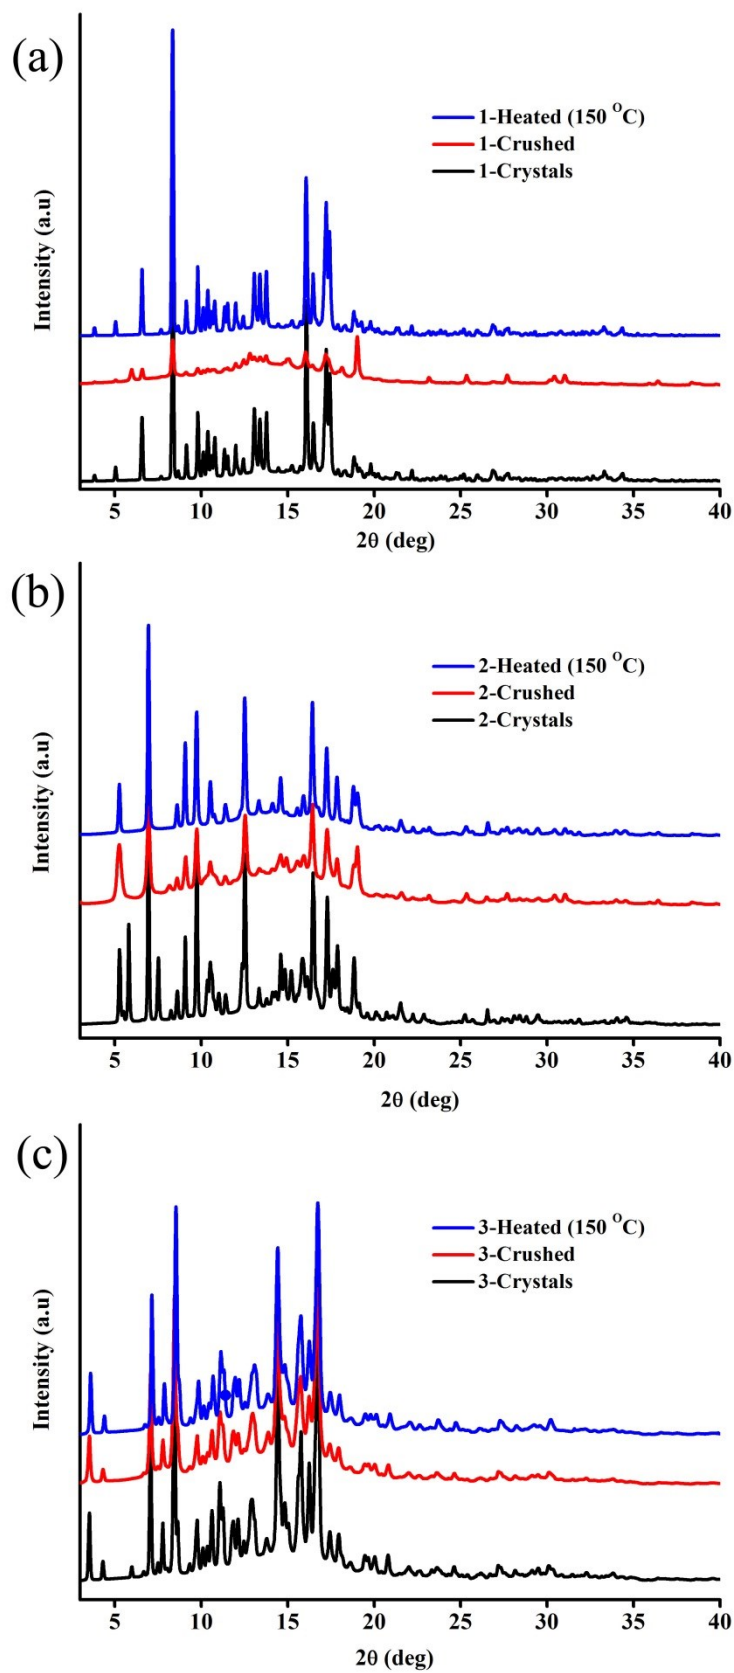 (a)
1-Heated (150 °C)
1-Crushed
1-Crystals
Intensity (a.u)
5 10 15 20 25 30 35 40
2θ (deg)
(b)
2-Heated (150 °C)
2-Crushed
2-Crystals
Intensity (a.u)
5 10 15 20 25 30 35 40
2θ (deg)
(c)
3-Heated (150 °C)
3-Crushed
3-Crystals
Intensity (a.u)
5 10 15 20 25 30 35 40
2θ (deg)